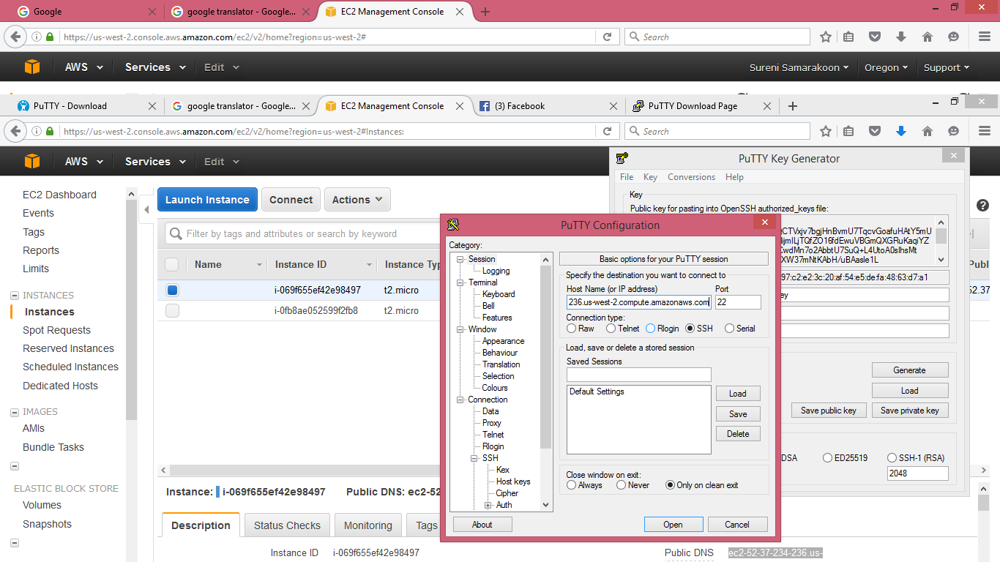 Google
google translator - Google...
EC2 Management Console
https://us-west-2.console.aws.amazon.com/ec2/v2/home?region=us-west-2#
Search
AWS Services Edit Sureni Samarakoon Oregon Support
PuTTY - Download
google translator - Google...
EC2 Management Console
(3) Facebook
PuTTY Download Page
https://us-west-2.console.aws.amazon.com/ec2/v2/home?region=us-west-2#Instances:
Search
AWS Services Edit
EC2 Dashboard
Events
Tags
Reports
Limits
INSTANCES
Instances
Spot Requests
Reserved Instances
Scheduled Instances
Dedicated Hosts
IMAGES
AMIs
Bundle Tasks
ELASTIC BLOCK STORE
Volumes
Snapshots
Launch Instance Connect Actions
Filter by tags and attributes or search by keyword
Name Instance ID Instance Typ
i-069f655ef42e98497 t2.micro
i-0fb8ae052599f2fb8 t2.micro
Publ
52.37
Instance: i-069f655ef42e98497 Public DNS: ec2-52
Description Status Checks Monitoring Tags
Instance ID i-069f655ef42e98497
Public DNS ec2-52-37-234-236.us-
PuTTY Key Generator
File Key Conversions Help
Key
Public key for pasting into OpenSSH authorized_keys file:
97:c2:e2:3c:20:af:54:e5:de:fa:48:63:d7:a1
ey
Generate
Load
Save public key Save private key
DSA ED25519 SSH-1 (RSA)
2048
PuTTY Configuration
Category:
Session
Logging
Terminal
Keyboard
Bell
Features
Window
Appearance
Behaviour
Translation
Selection
Colours
Connection
Data
Proxy
Telnet
Rlogin
SSH
Kex
Host keys
Cipher
Auth
Basic options for your PuTTY session
Specify the destination you want to connect to
Host Name (or IP address) Port
236.us-west-2.compute.amazonaws.com 22
Connection type:
Raw Telnet Rlogin SSH Serial
Load, save or delete a stored session
Saved Sessions
Default Settings
Load
Save
Delete
Close window on exit:
Always Never Only on clean exit
About Open Cancel